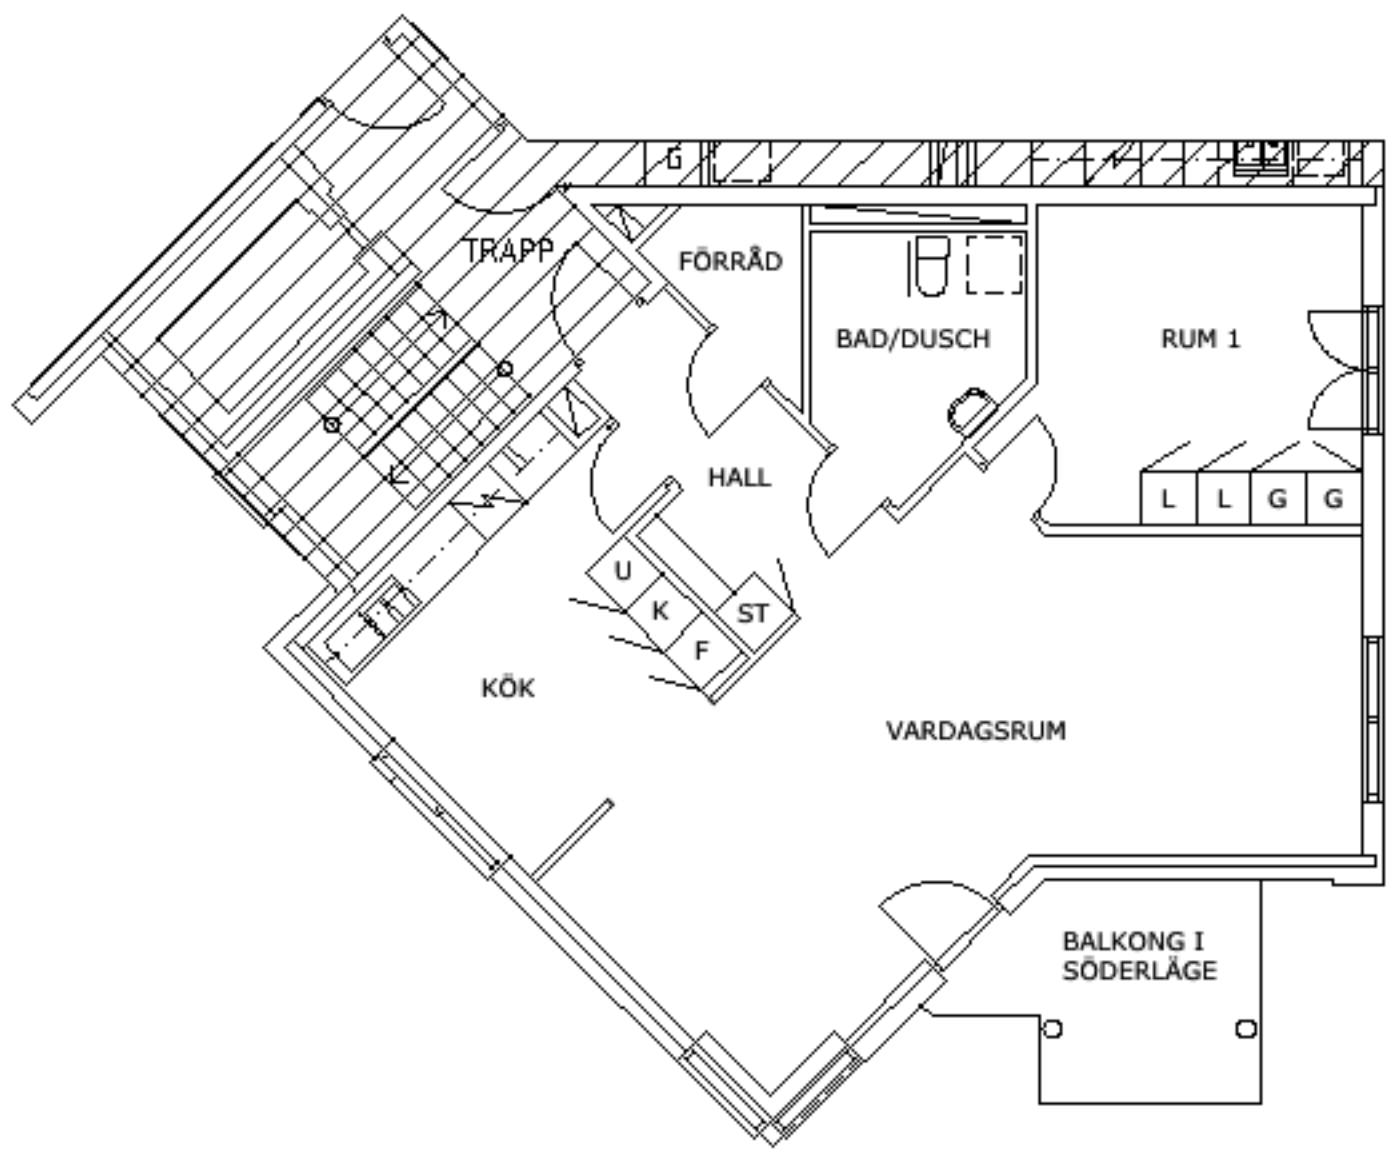 G
TRAPP
FÖRRÅD
BAD/DUSCH
RUM 1
HALL
L L G G
U
K
ST
F
KÖK
VARDAGSRUM
BALKONG I
SÖDERLÄGE